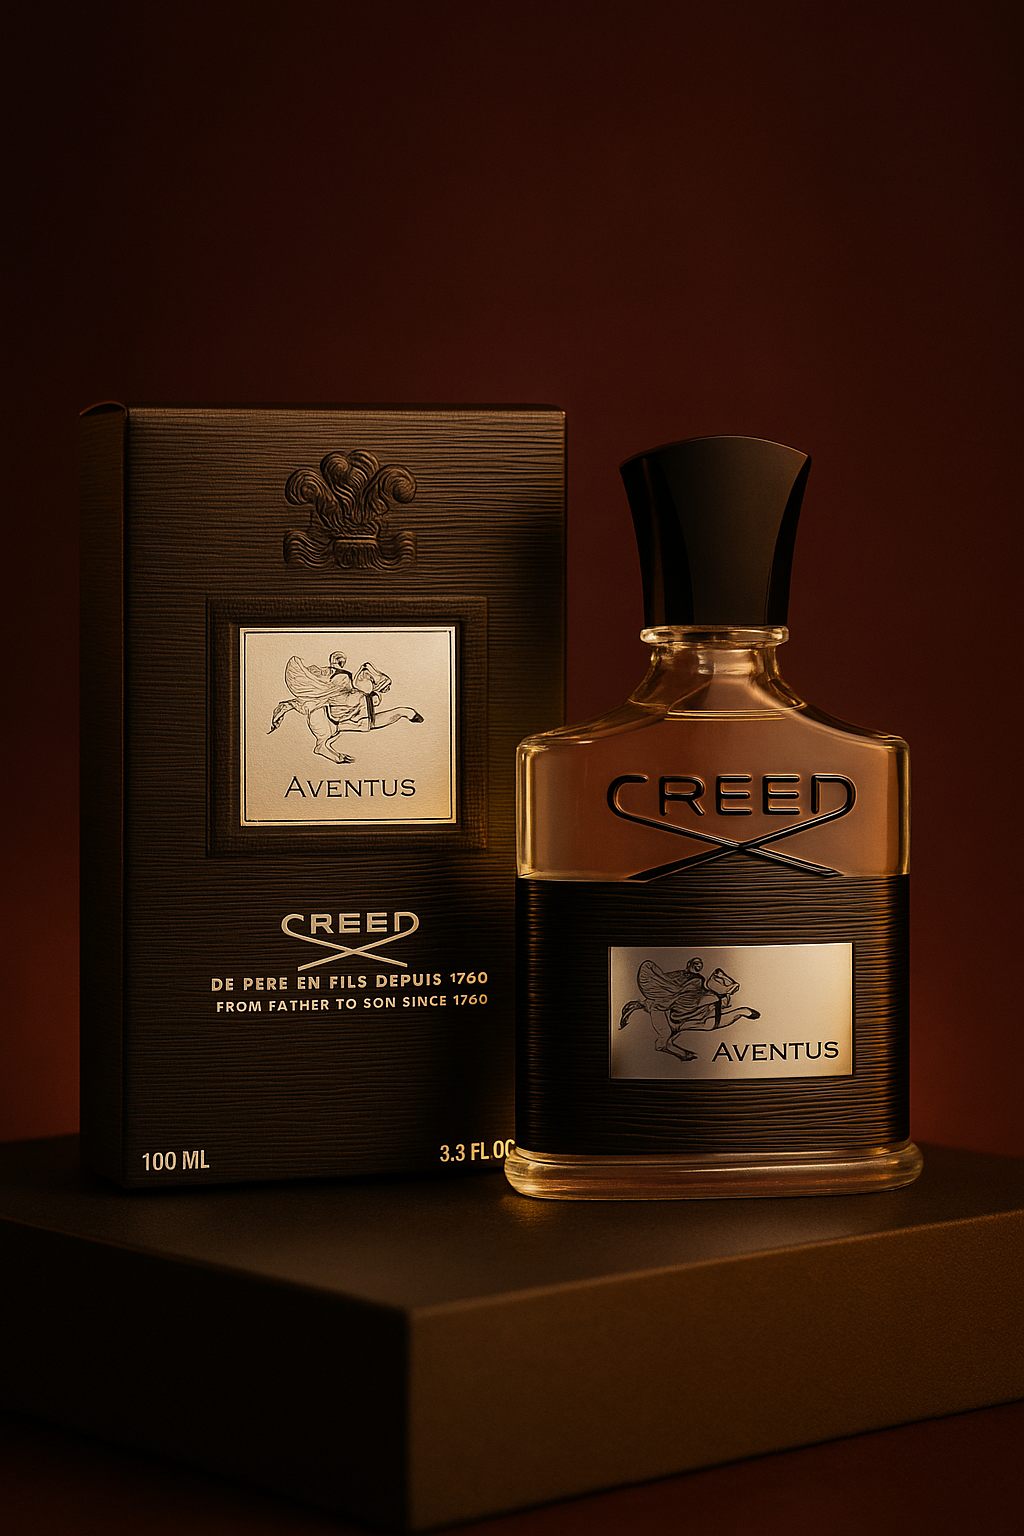 AVENTUS
CREED
DE PERE EN FILS DEPUIS 1760
FROM FATHER TO SON SINCE 1760
100 ML
3.3 FL.OC
CREED
AVENTUS